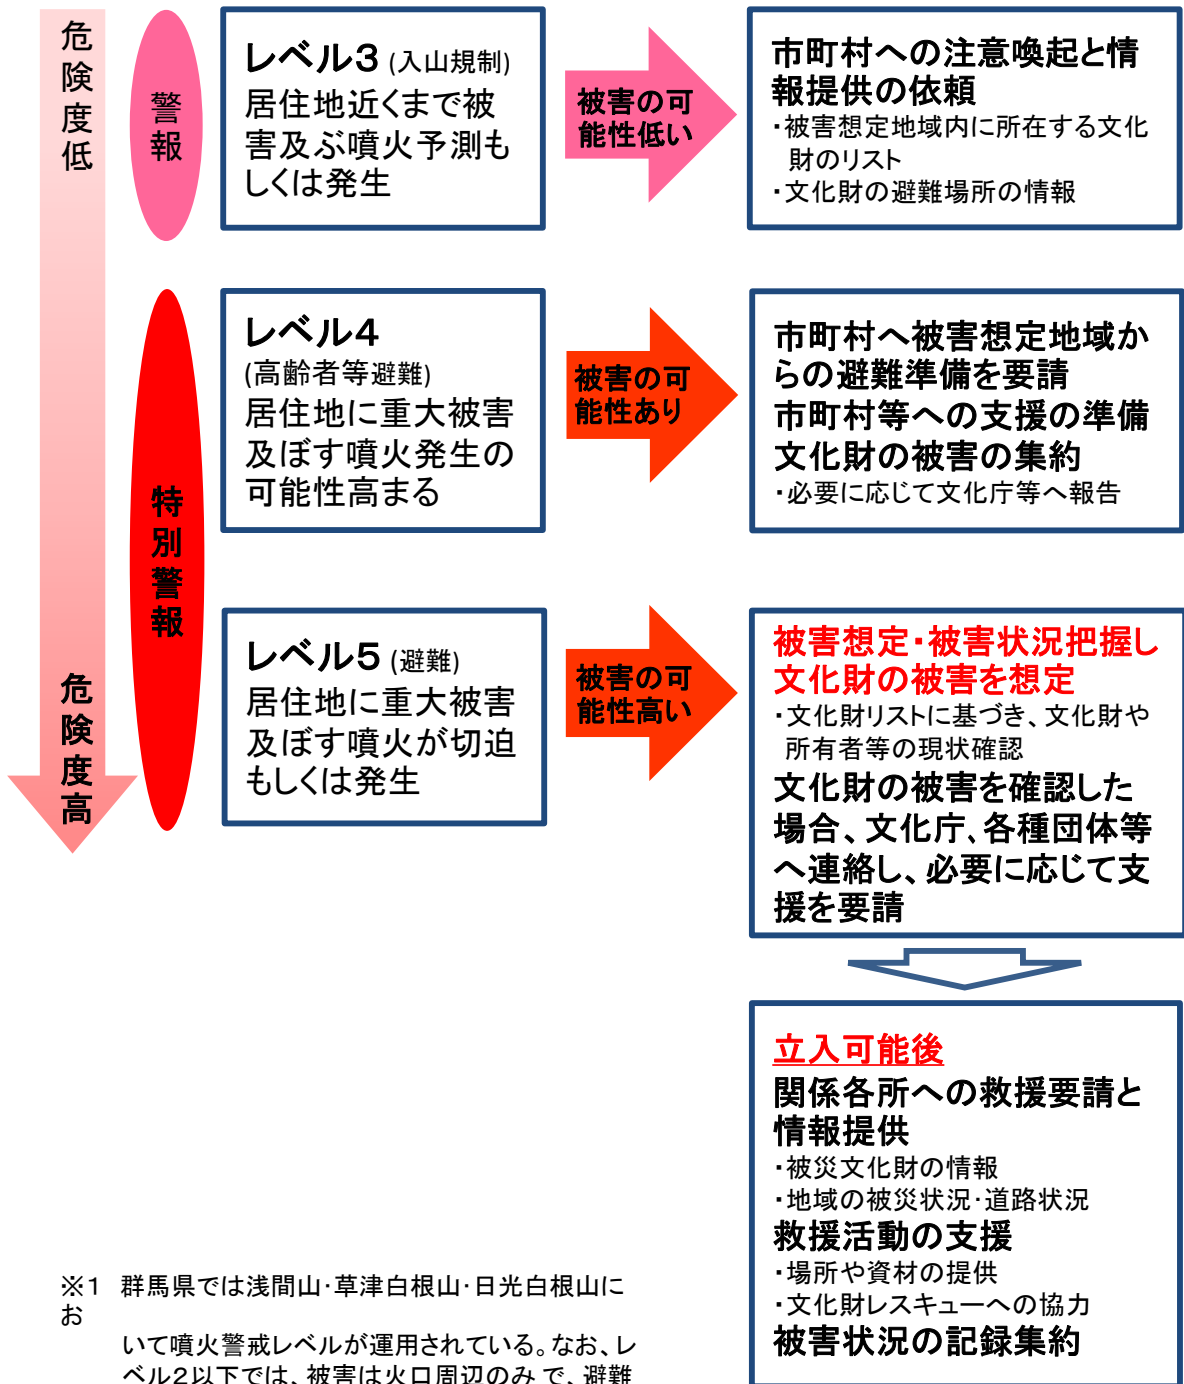 危険度低
警報
レベル3 (入山規制)
居住地近くまで被
害及ぶ噴火予測も
しくは発生
被害の可
能性低い
市町村への注意喚起と情
報提供の依頼
・被害想定地域内に所在する文化
財のリスト
・文化財の避難場所の情報
特別警報
レベル4
(高齢者等避難)
居住地に重大被害
及ぼす噴火発生の
可能性高まる
被害の可
能性あり
市町村へ被害想定地域か
らの避難準備を要請
市町村等への支援の準備
文化財の被害の集約
・必要に応じて文化庁等へ報告
危険度高
レベル5 (避難)
居住地に重大被害
及ぼす噴火が切迫
もしくは発生
被害の可
能性高い
被害想定・被害状況把握し
文化財の被害を想定
・文化財リストに基づき、文化財や
所有者等の現状確認
文化財の被害を確認した
場合、文化庁、各種団体等
へ連絡し、必要に応じて支
援を要請
立入可能後
関係各所への救援要請と
情報提供
・被災文化財の情報
・地域の被災状況・道路状況
救援活動の支援
・場所や資材の提供
・文化財レスキューへの協力
被害状況の記録集約
※1 群馬県では浅間山・草津白根山・日光白根山に
お
いて噴火警戒レベルが運用されている。なお、レ
ベル2以下では、被害は火口周辺のみで、避難